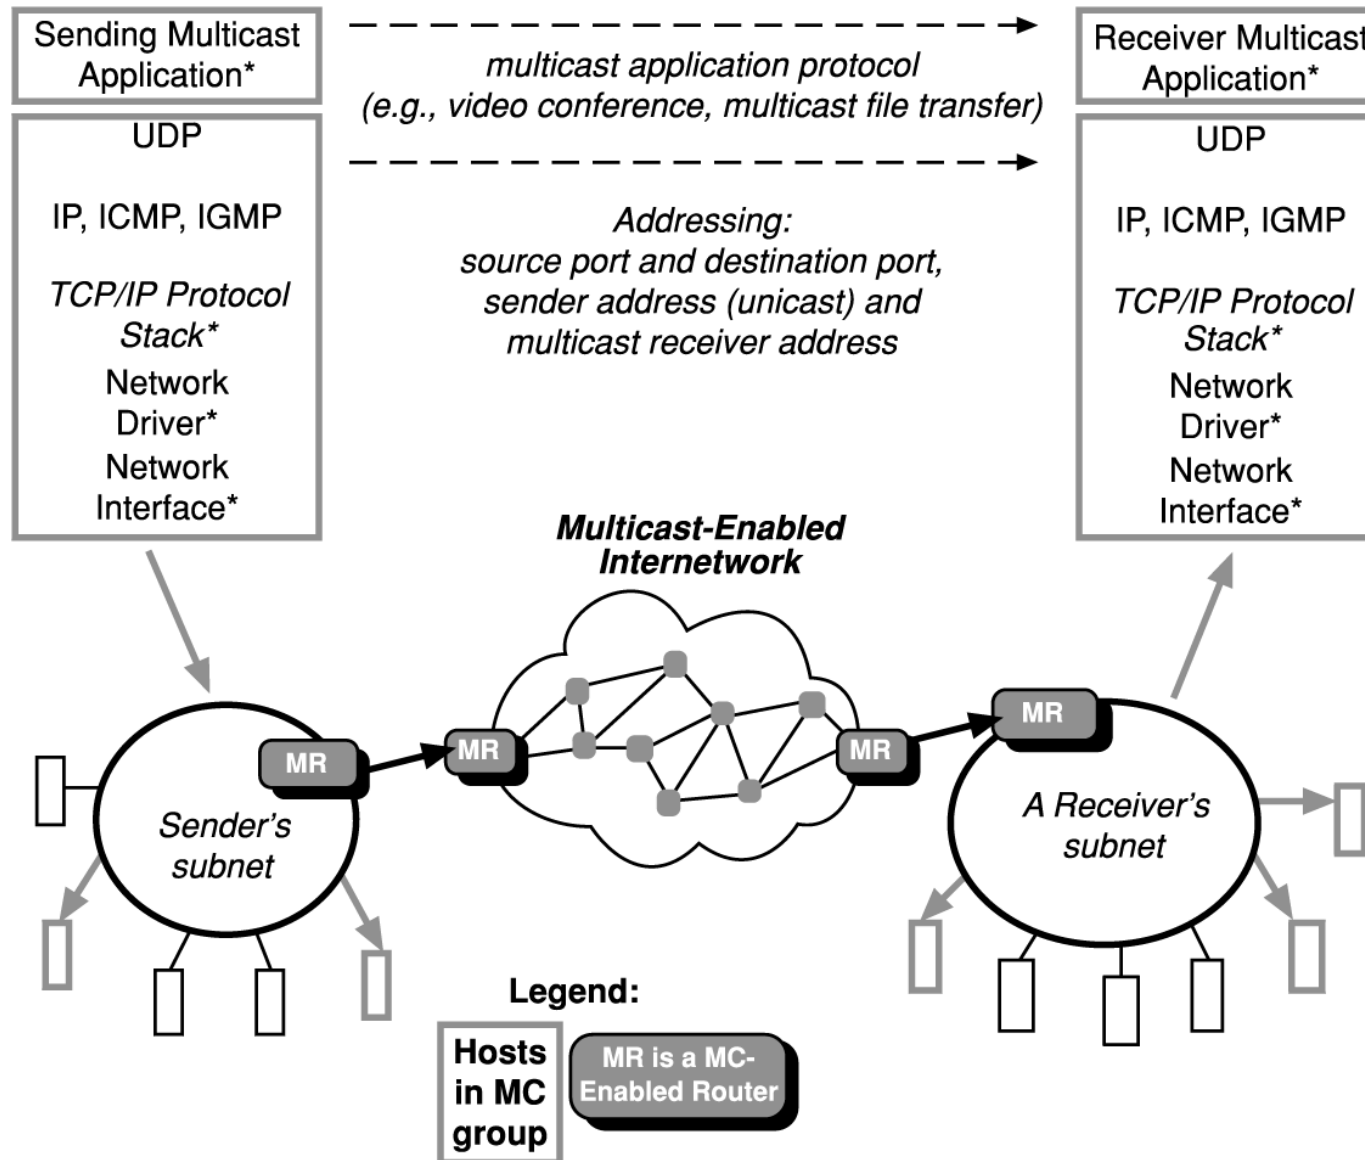 Sending Multicast
Application*
multicast application protocol
(e.g., video conference, multicast file transfer)
Receiver Multicast
Application*
UDP
IP, ICMP, IGMP
TCP/IP Protocol
Stack*
Network
Driver*
Network
Interface*
Addressing:
source port and destination port,
sender address (unicast) and
multicast receiver address
UDP
IP, ICMP, IGMP
TCP/IP Protocol
Stack*
Network
Driver*
Network
Interface*
Multicast-Enabled
Internetwork
MR
MR
MR
MR
Sender's
subnet
A Receiver's
subnet
Legend:
Hosts
in MC
group
MR is a MC-
Enabled Router